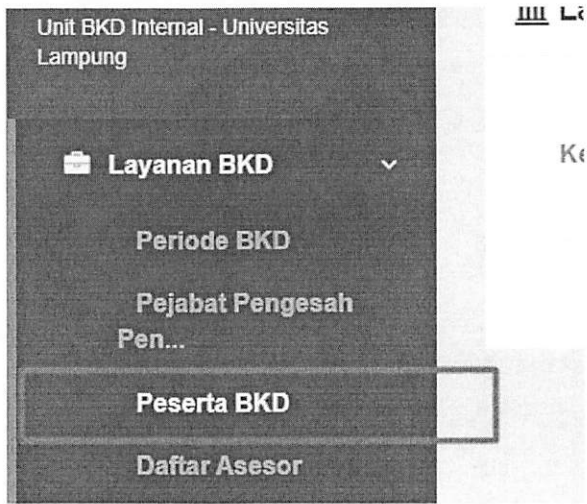 Unit BKD Internal - Universitas
Lampung
Layanan BKD
Periode BKD
Pejabat Pengesah
Pen...
Peserta BKD
Daftar Asesor